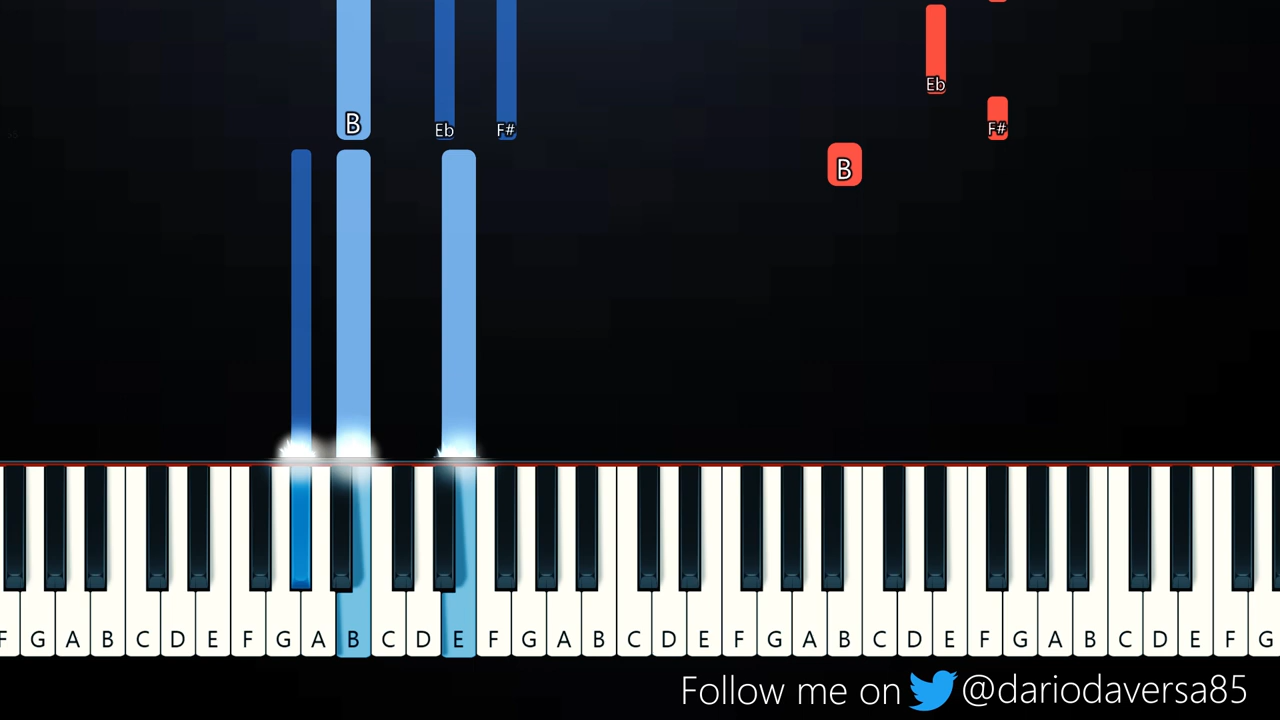 Eb
B Eb F# F#
B
F G A B C D E F G A B C D E F G A B C D E F G A B C D E F G A B C D E F G
Follow me on @dariodaversa85